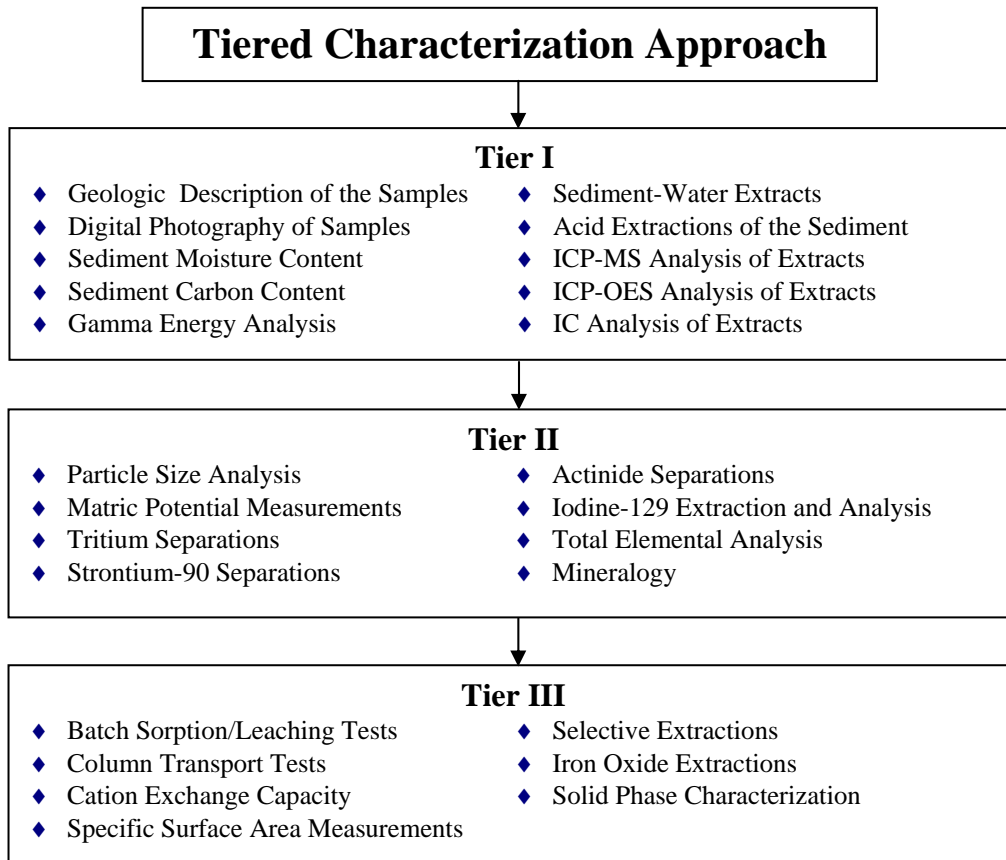 Tiered Characterization Approach
Tier I
♦ Geologic Description of the Samples
♦ Digital Photography of Samples
♦ Sediment Moisture Content
♦ Sediment Carbon Content
♦ Gamma Energy Analysis
♦ Sediment-Water Extracts
♦ Acid Extractions of the Sediment
♦ ICP-MS Analysis of Extracts
♦ ICP-OES Analysis of Extracts
♦ IC Analysis of Extracts
Tier II
♦ Particle Size Analysis
♦ Matric Potential Measurements
♦ Tritium Separations
♦ Strontium-90 Separations
♦ Actinide Separations
♦ Iodine-129 Extraction and Analysis
♦ Total Elemental Analysis
♦ Mineralogy
Tier III
♦ Batch Sorption/Leaching Tests
♦ Column Transport Tests
♦ Cation Exchange Capacity
♦ Specific Surface Area Measurements
♦ Selective Extractions
♦ Iron Oxide Extractions
♦ Solid Phase Characterization